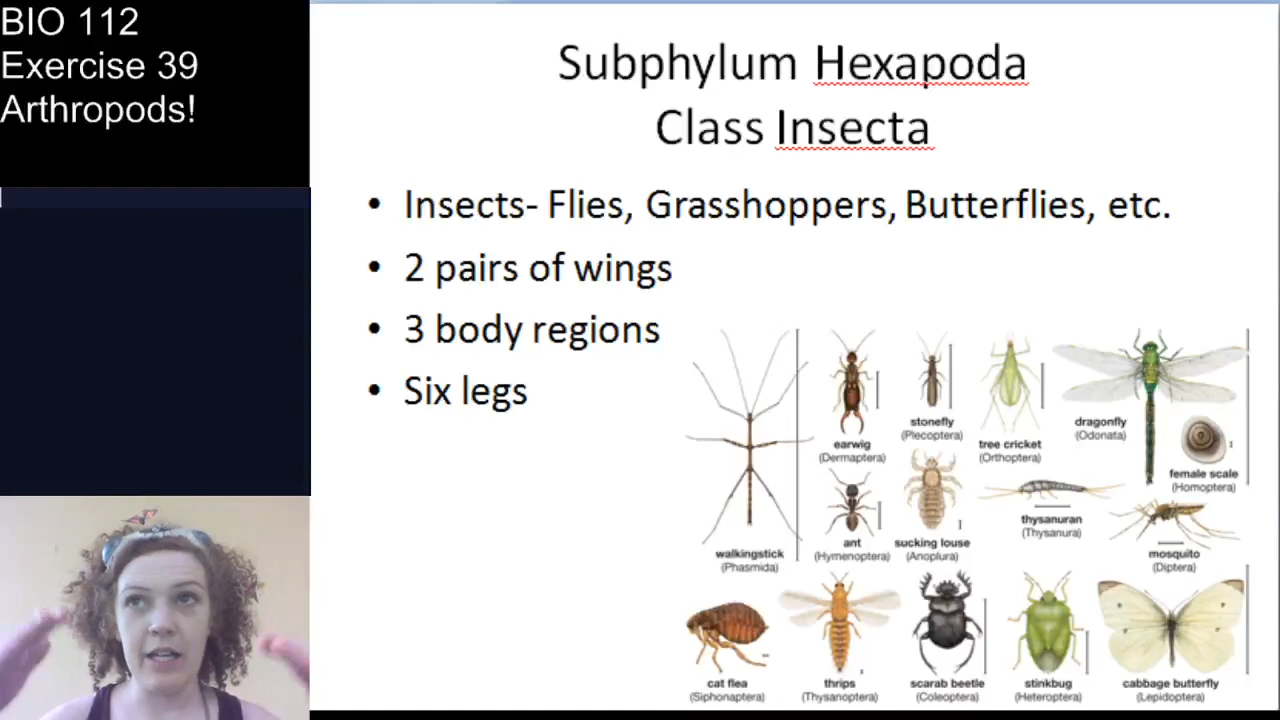 BIO 112
Exercise 39
Arthropods!
Subphylum Hexapoda
Class Insecta
• Insects- Flies, Grasshoppers, Butterflies, etc.
• 2 pairs of wings
• 3 body regions
• Six legs
walkingstick
(Phasmida)
earwig
(Dermaptera)
stonefly
(Plecoptera)
tree cricket
(Orthoptera)
dragonfly
(Odonata)
female scale
(Homoptera)
ant
(Hymenoptera)
sucking louse
(Anoplura)
thysanuran
(Thysanura)
mosquito
(Diptera)
cat flea
(Siphonaptera)
thrips
(Thysanoptera)
scarab beetle
(Coleoptera)
stinkbug
(Heteroptera)
cabbage butterfly
(Lepidoptera)